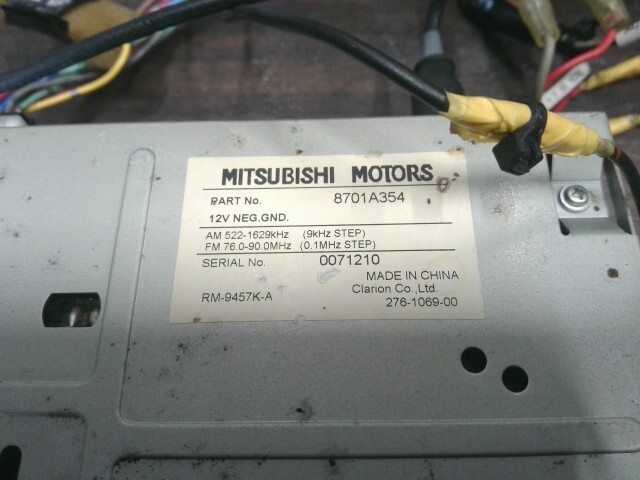 MITSUBISHI MOTORS
PART No. 8701A354
12V NEG.GND.
AM 522-1629kHz (9kHz STEP)
FM 76.0-90.0MHz (0.1MHz STEP)
SERIAL No. 0071210
MADE IN CHINA
RM-9457K-A Clarion Co.,Ltd.
276-1069-00